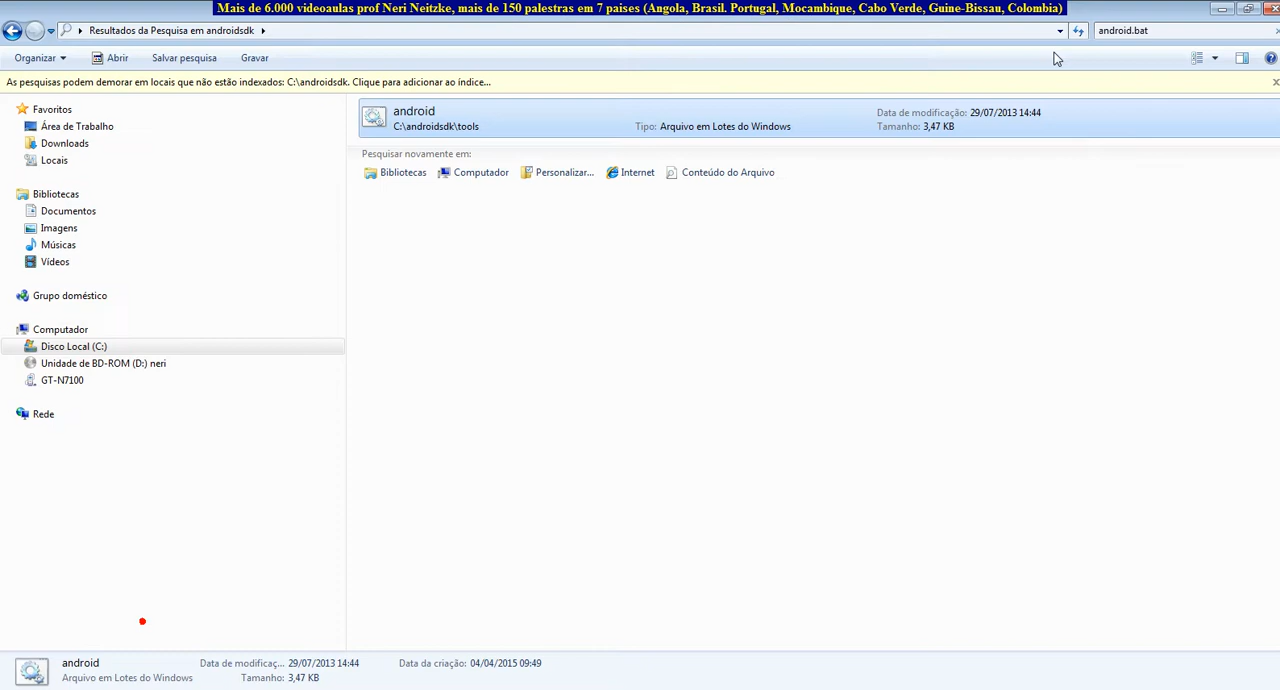 Mais de 6.000 videoaulas prof Neri Neitzke, mais de 150 palestras em 7 paises (Angola, Brasil. Portugal, Mocambique, Cabo Verde, Guine-Bissau, Colombia)
Resultados da Pesquisa em androidsdk
android.bat
Organizar Abrir Salvar pesquisa Gravar
As pesquisas podem demorar em locais que não estão indexados: C:\androidsdk. Clique para adicionar ao índice...
Favoritos
Área de Trabalho
Downloads
Locais
Bibliotecas
Documentos
Imagens
Músicas
Vídeos
Grupo doméstico
Computador
Disco Local (C:)
Unidade de BD-ROM (D:) neri
GT-N7100
Rede
android Data de modificação: 29/07/2013 14:44
C:\androidsdk\tools Tipo: Arquivo em Lotes do Windows Tamanho: 3,47 KB
Pesquisar novamente em:
Bibliotecas Computador Personalizar... Internet Conteúdo do Arquivo
android Data de modificaç... 29/07/2013 14:44 Data da criação: 04/04/2015 09:49
Arquivo em Lotes do Windows Tamanho: 3,47 KB